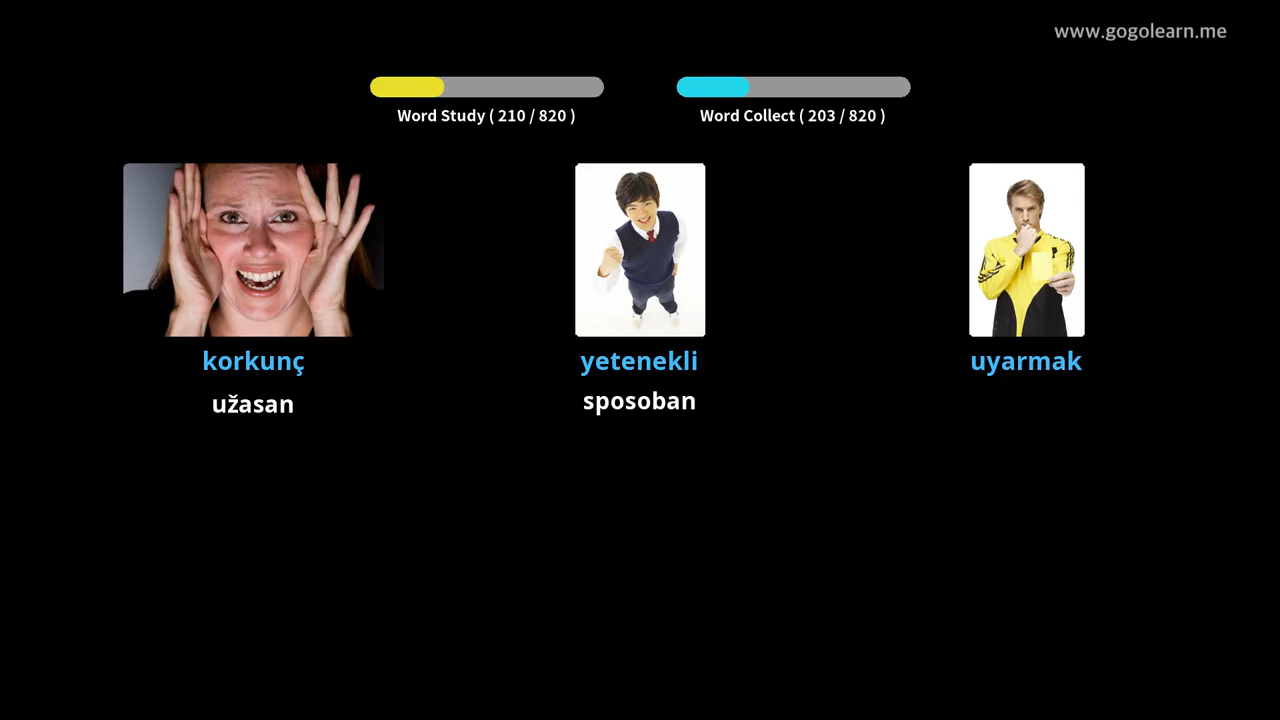 www.gogolearn.me
Word Study ( 210 / 820 )
Word Collect ( 203 / 820 )
korkunç
yetenekli
uyarmak
užasan
sposoban